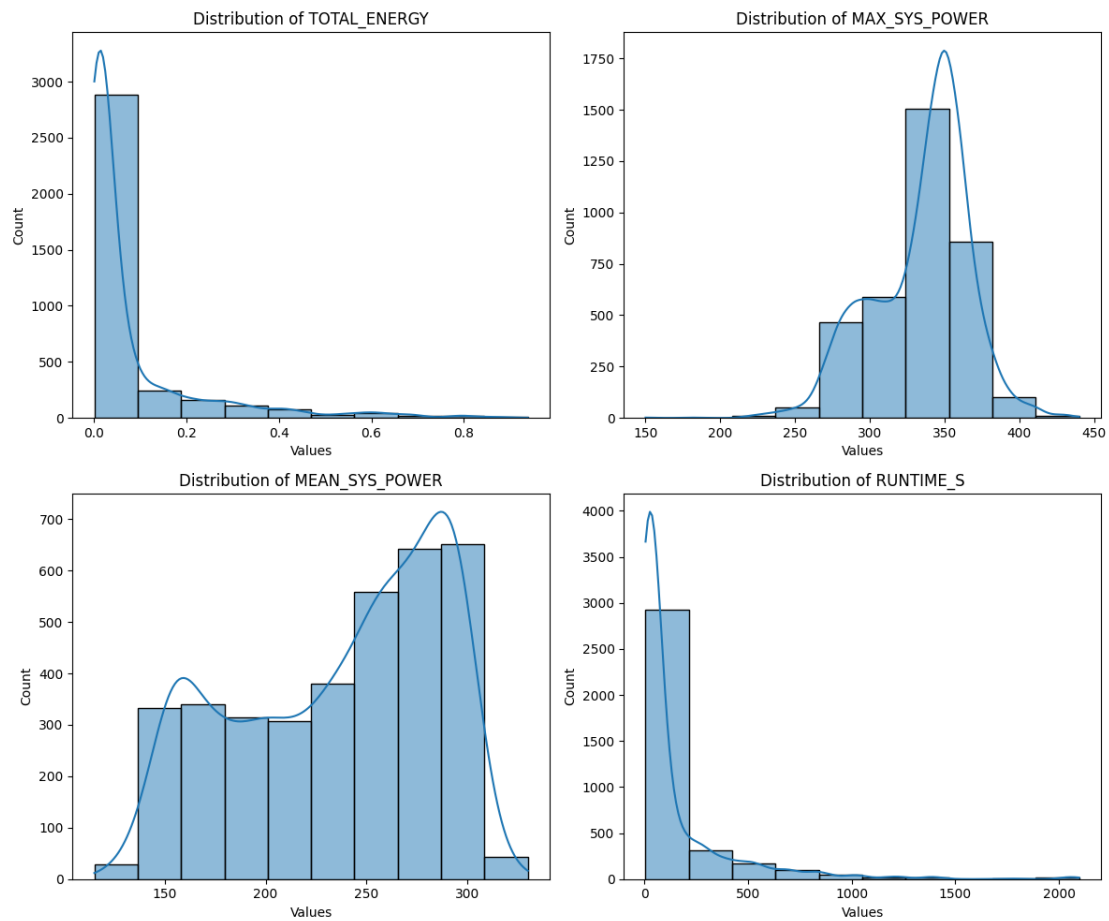 Distribution of TOTAL_ENERGY
Count
3000
2500
2000
1500
1000
500
0
0.0 0.2 0.4 0.6 0.8
Values
Distribution of MAX_SYS_POWER
Count
1750
1500
1250
1000
750
500
250
0
150 200 250 300 350 400 450
Values
Distribution of MEAN_SYS_POWER
Count
700
600
500
400
300
200
100
0
150 200 250 300
Values
Distribution of RUNTIME_S
Count
4000
3500
3000
2500
2000
1500
1000
500
0
0 500 1000 1500 2000
Values